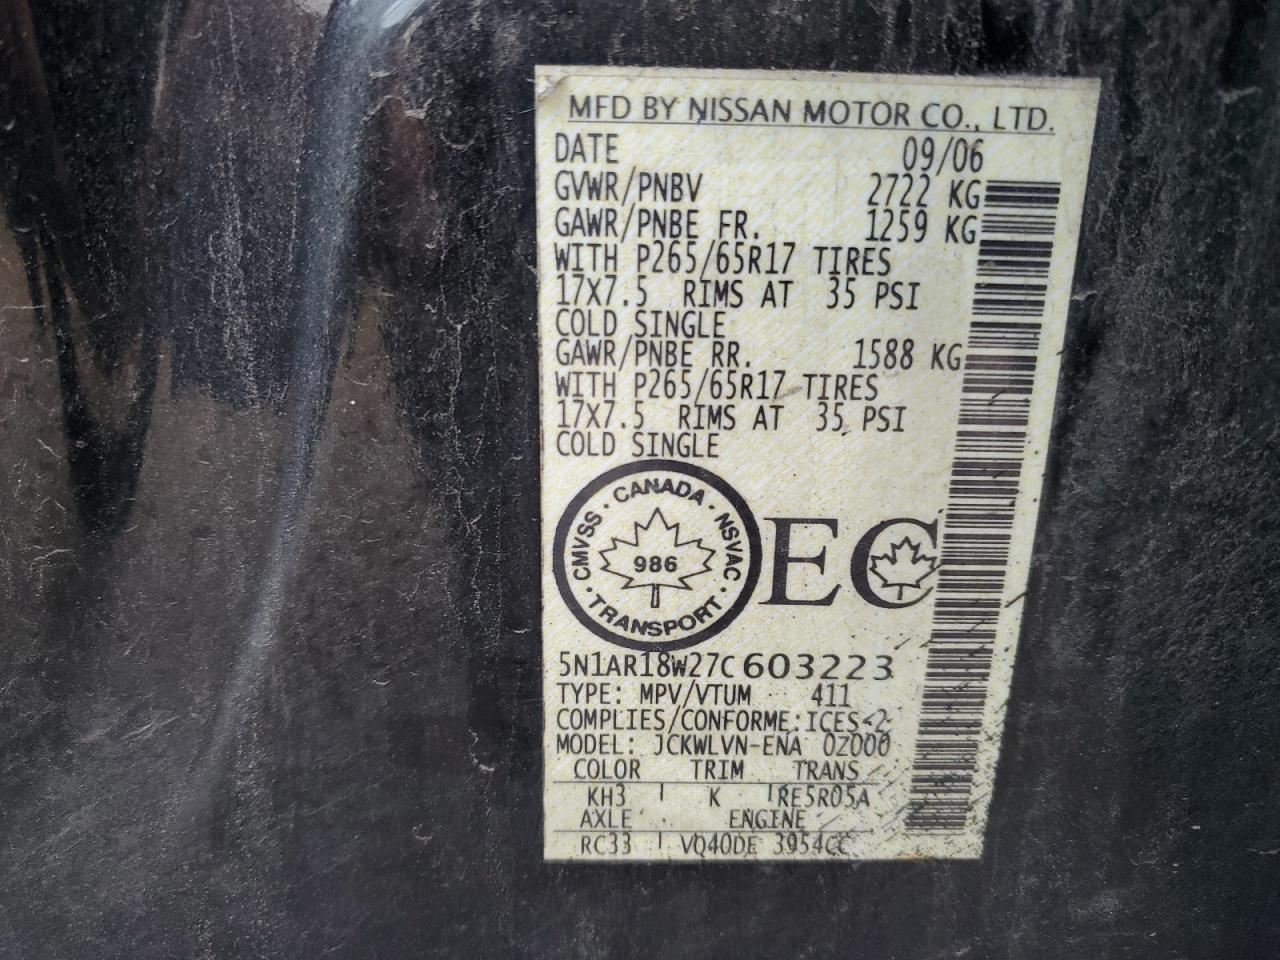 MFD BY NISSAN MOTOR CO., LTD.
DATE 09/06
GVWR/PNBV 2722 KG
GAWR/PNBE FR. 1259 KG
WITH P265/65R17 TIRES
17X7.5 RIMS AT 35 PSI
COLD SINGLE
GAWR/PNBE RR. 1588 KG
WITH P265/65R17 TIRES
17X7.5 RIMS AT 35 PSI
COLD SINGLE
CMVSS · CANADA · NSVAC · TRANSPORT ·
986
EC
5N1AR18W27C603223
TYPE: MPV/VTUM 411
COMPLIES/CONFORME:ICES-2
MODEL: JCKWLVN-ENA 0Z000
COLOR TRIM TRANS
KH3 K RE5R05A
AXLE ENGINE
RC33 VQ40DE 3954CC